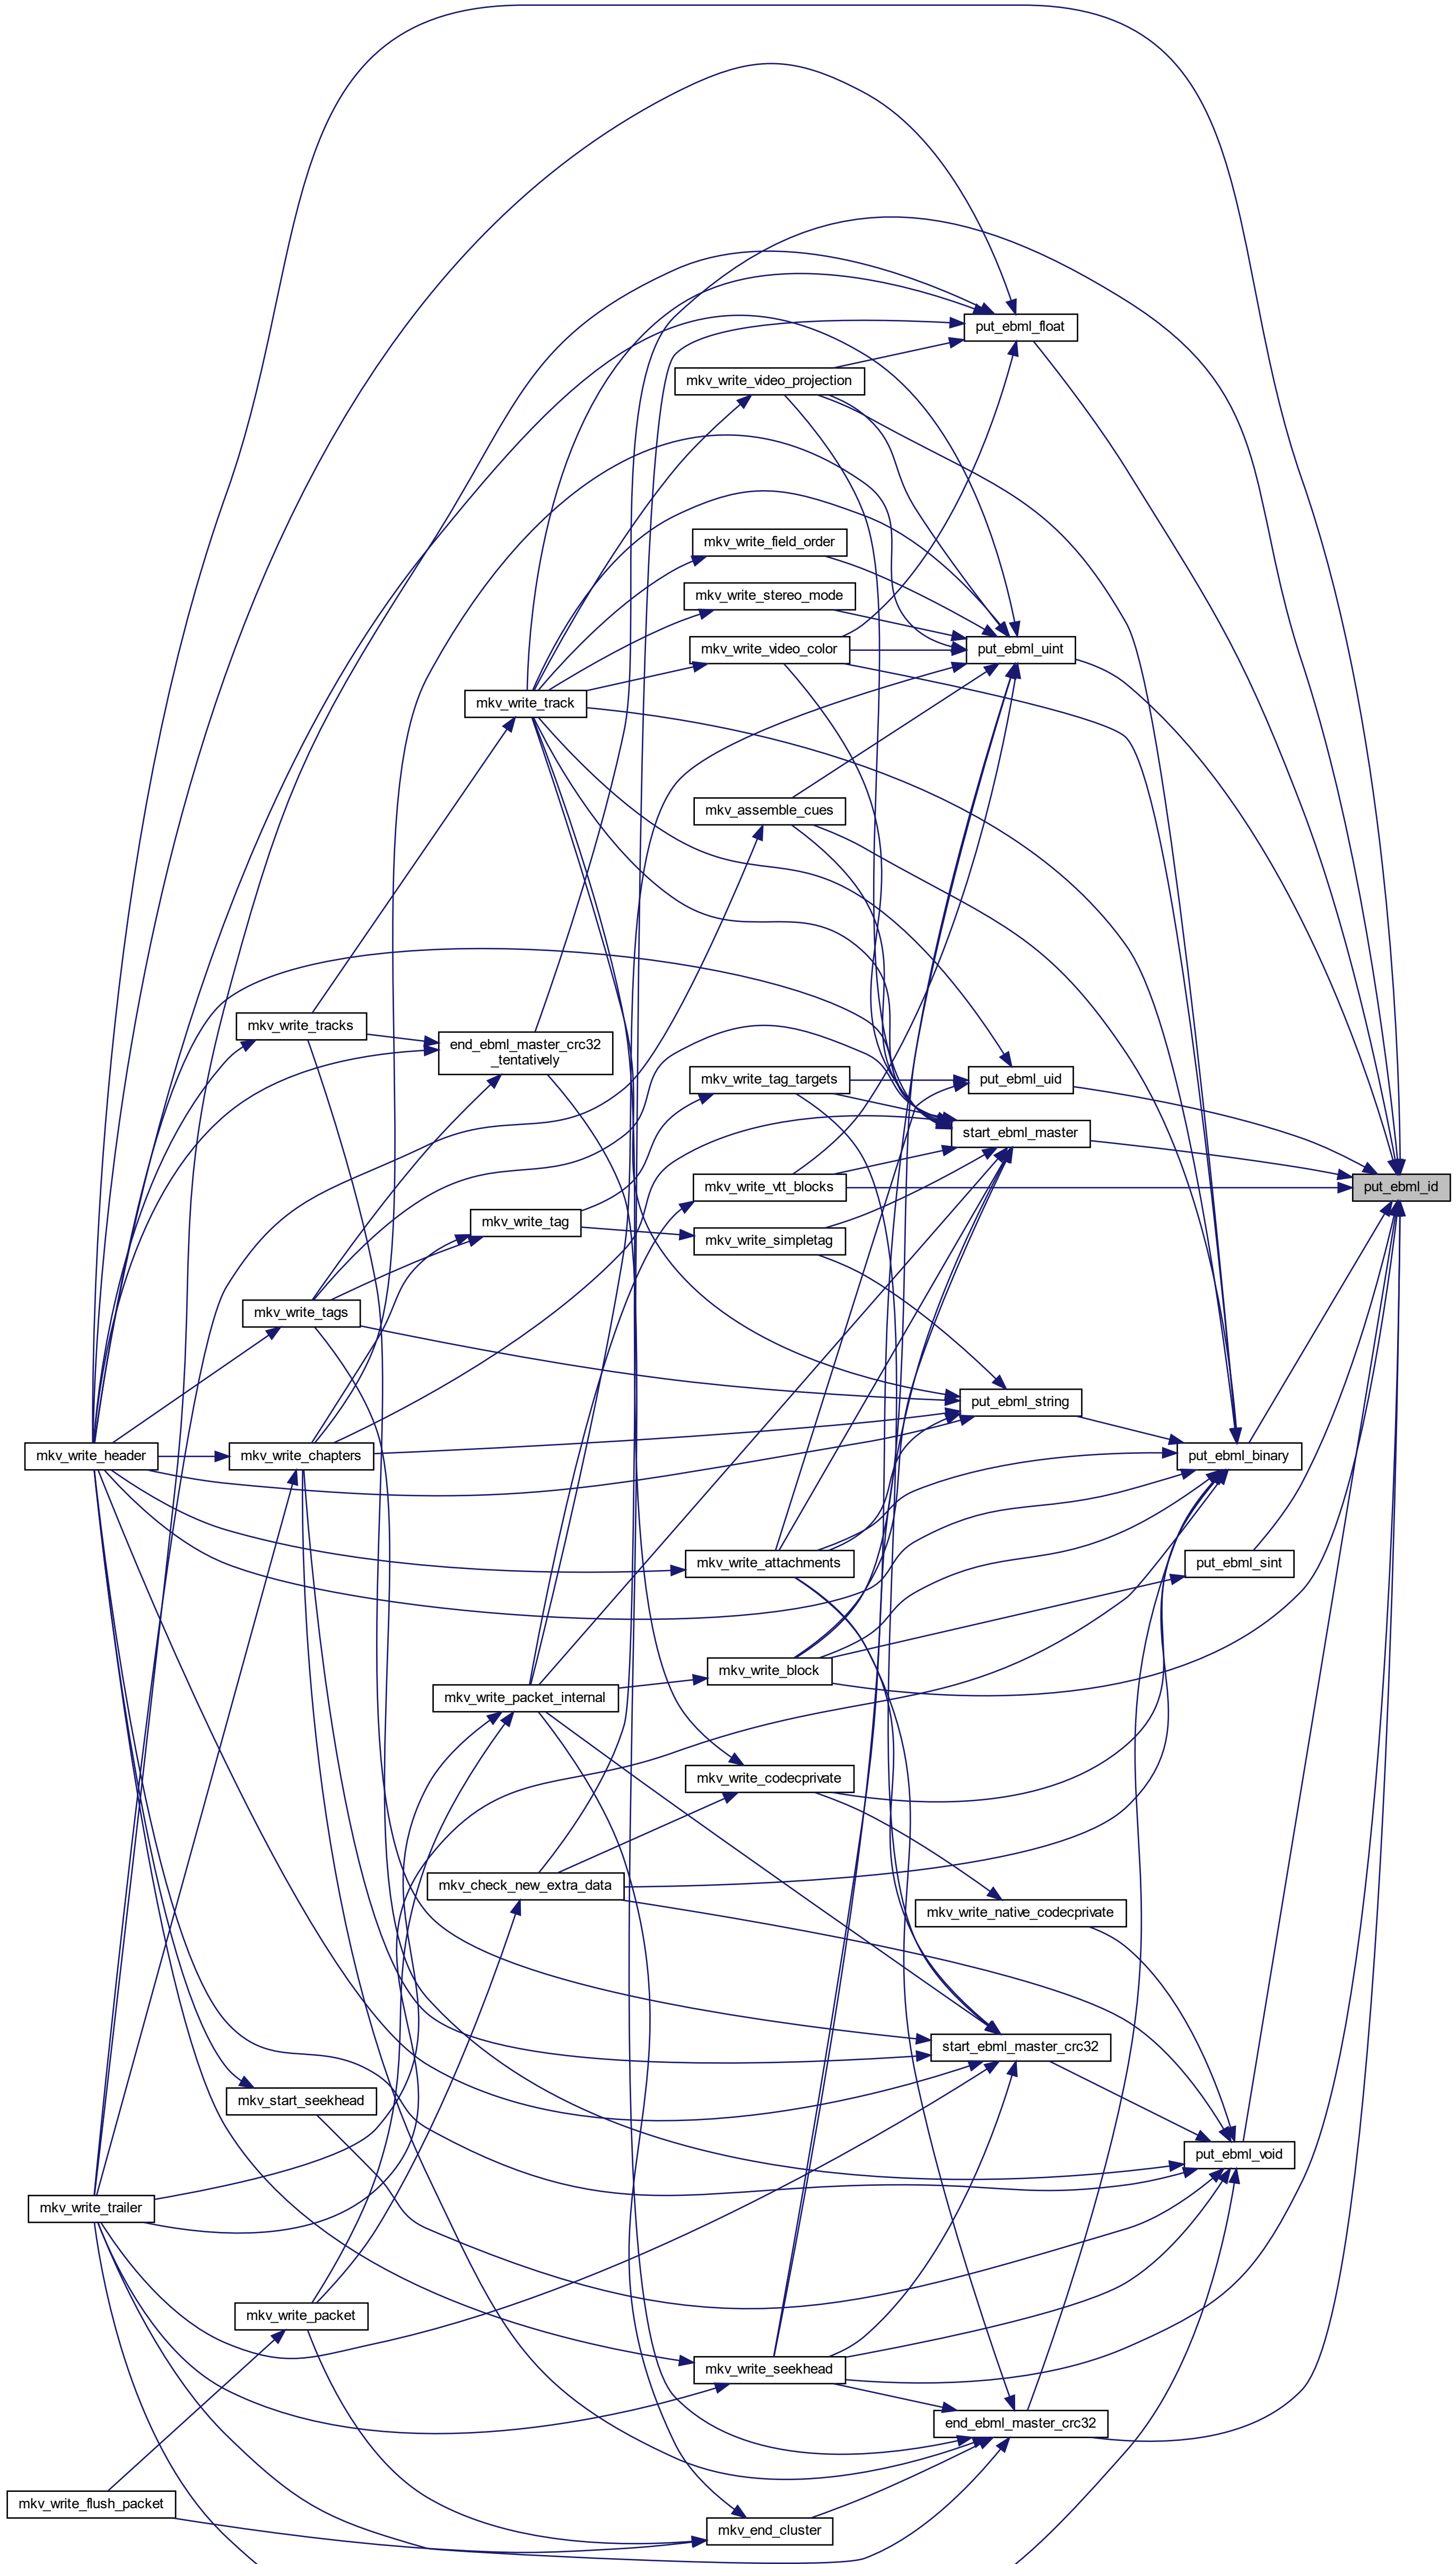 put_ebml_float
mkv_write_video_projection
mkv_write_field_order
mkv_write_stereo_mode
mkv_write_video_color
put_ebml_uint
mkv_write_track
mkv_assemble_cues
mkv_write_tracks
end_ebml_master_crc32
_tentatively
mkv_write_tag_targets
put_ebml_uid
start_ebml_master
mkv_write_vtt_blocks
put_ebml_id
mkv_write_tag
mkv_write_simpletag
mkv_write_tags
put_ebml_string
mkv_write_header
mkv_write_chapters
put_ebml_binary
mkv_write_attachments
put_ebml_sint
mkv_write_block
mkv_write_packet_internal
mkv_write_codecprivate
mkv_check_new_extra_data
mkv_write_native_codecprivate
start_ebml_master_crc32
mkv_start_seekhead
put_ebml_void
mkv_write_trailer
mkv_write_packet
mkv_write_seekhead
end_ebml_master_crc32
mkv_write_flush_packet
mkv_end_cluster